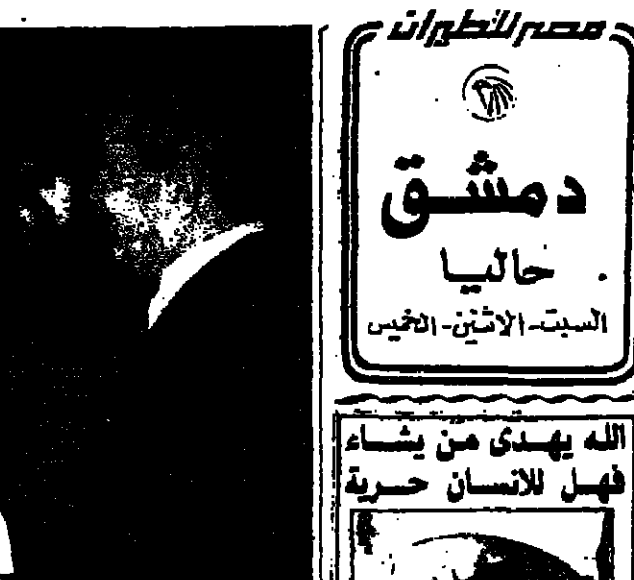 مصر للطيران
دمشق
حاليا
السبت - الاثنين - الخميس
الله يهدى من يشاء
فهل للانسان حرية